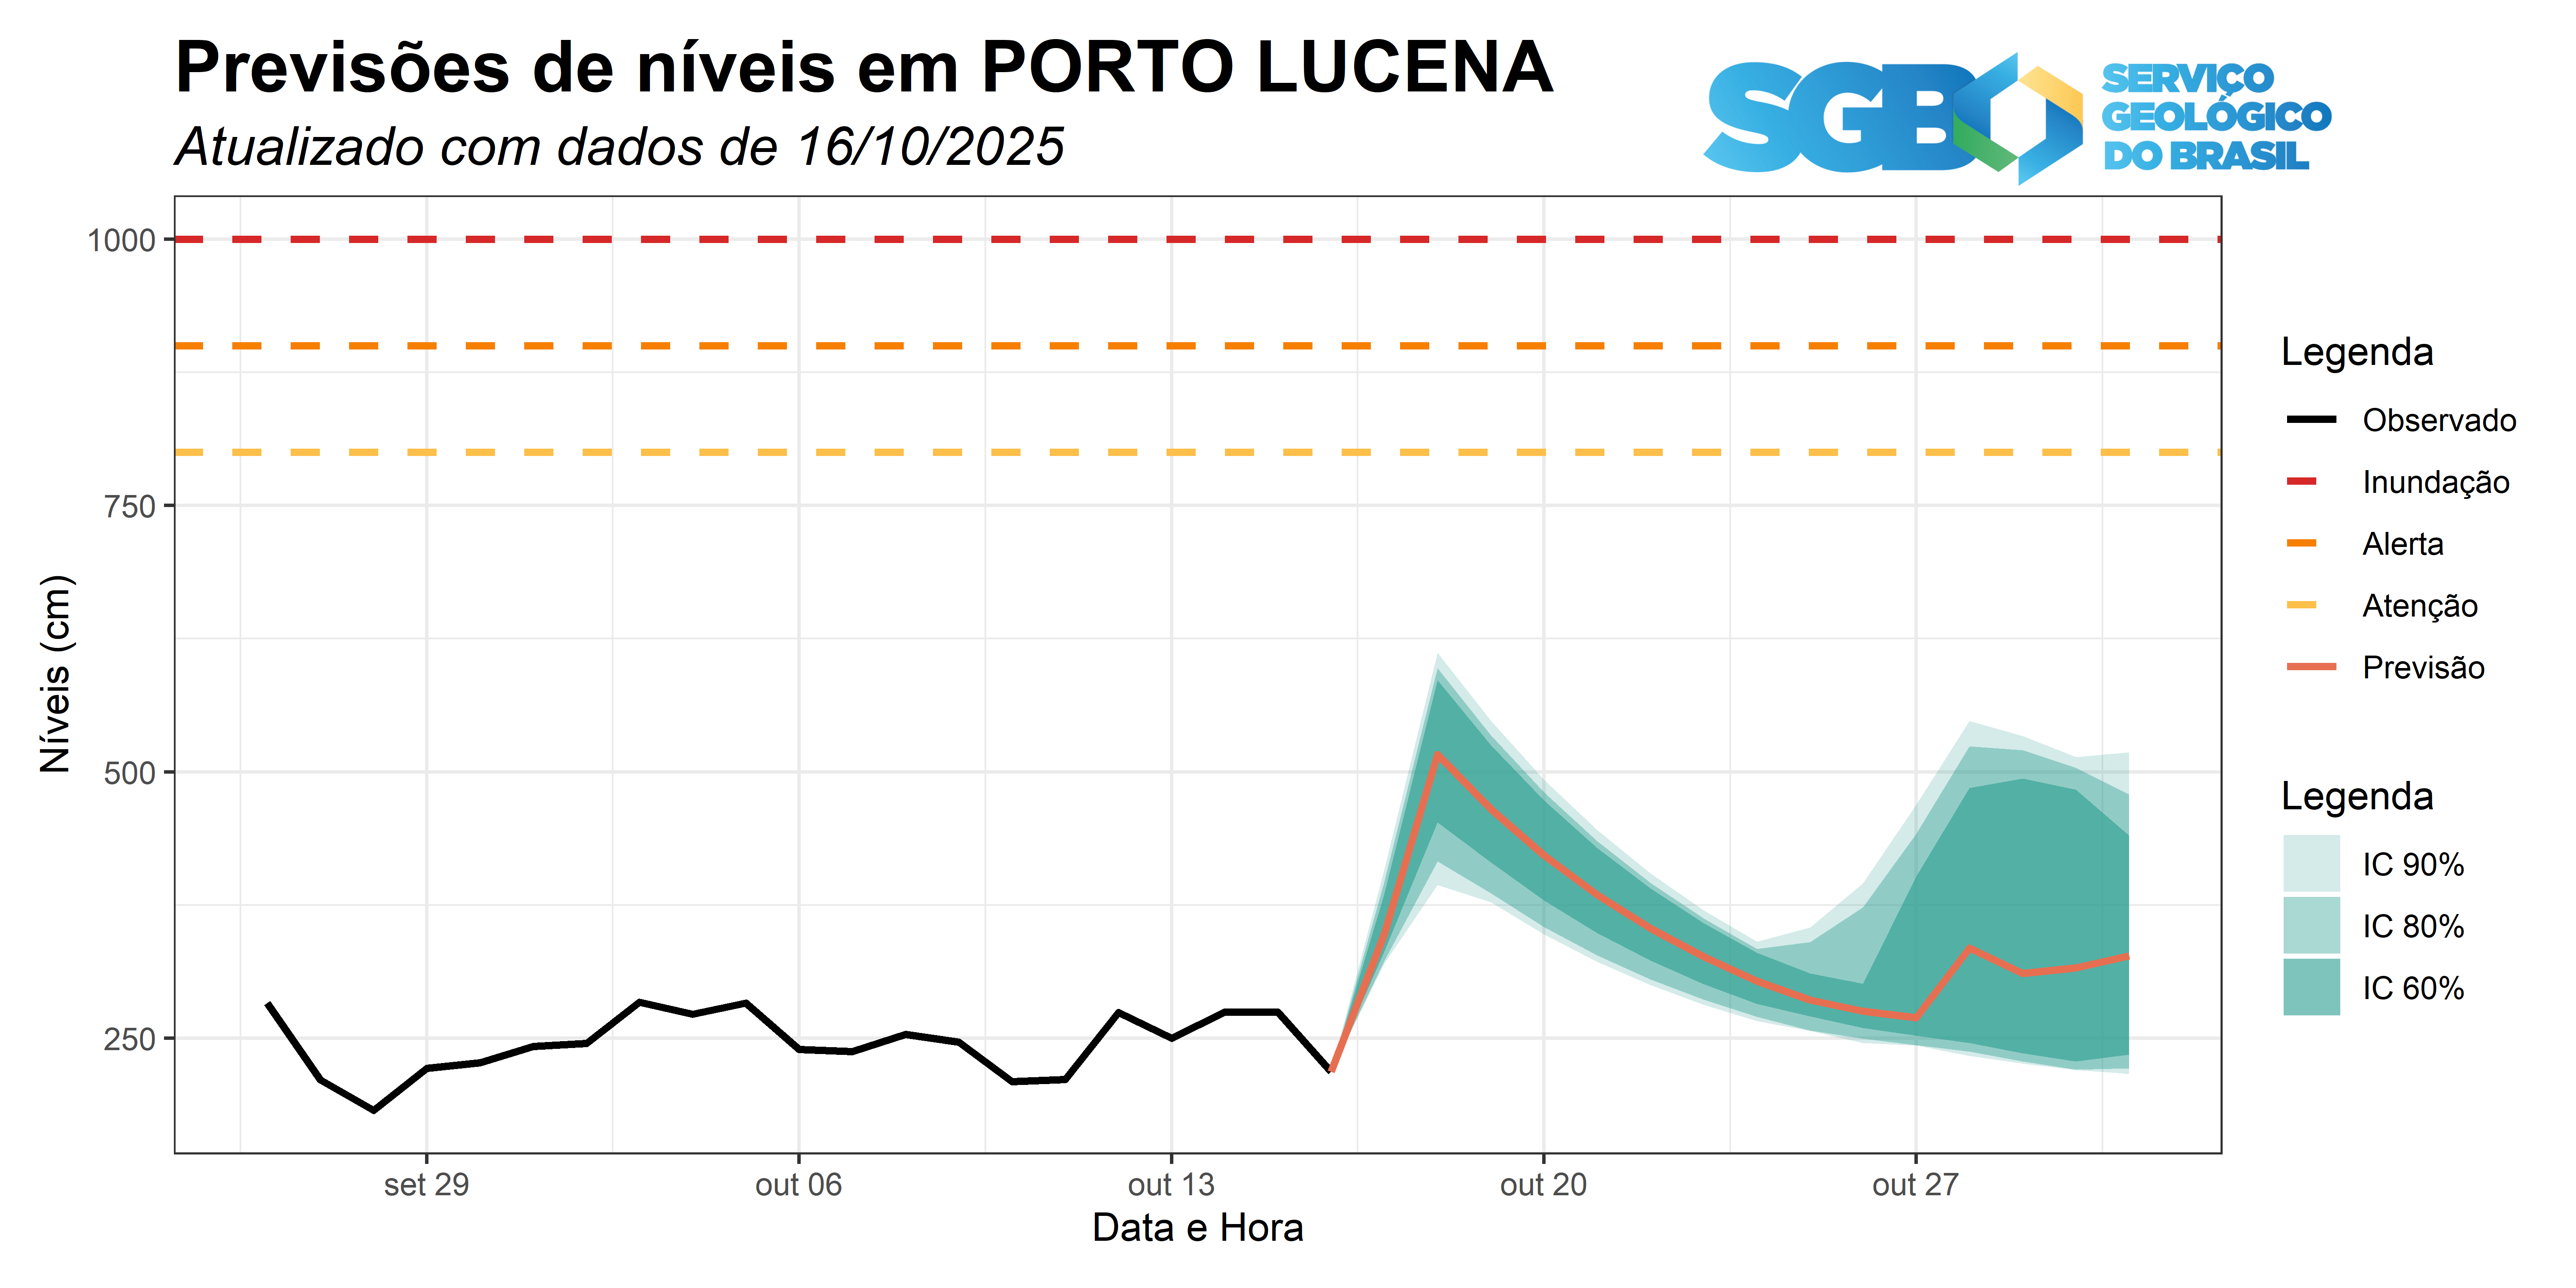 Previsões de níveis em PORTO LUCENA
Atualizado com dados de 16/10/2025
SGB
SERVIÇO
GEOLÓGICO
DO BRASIL
1000
750
500
250
Níveis (cm)
set 29
out 06
out 13
out 20
out 27
Data e Hora
Legenda
Observado
Inundação
Alerta
Atenção
Previsão
Legenda
IC 90%
IC 80%
IC 60%